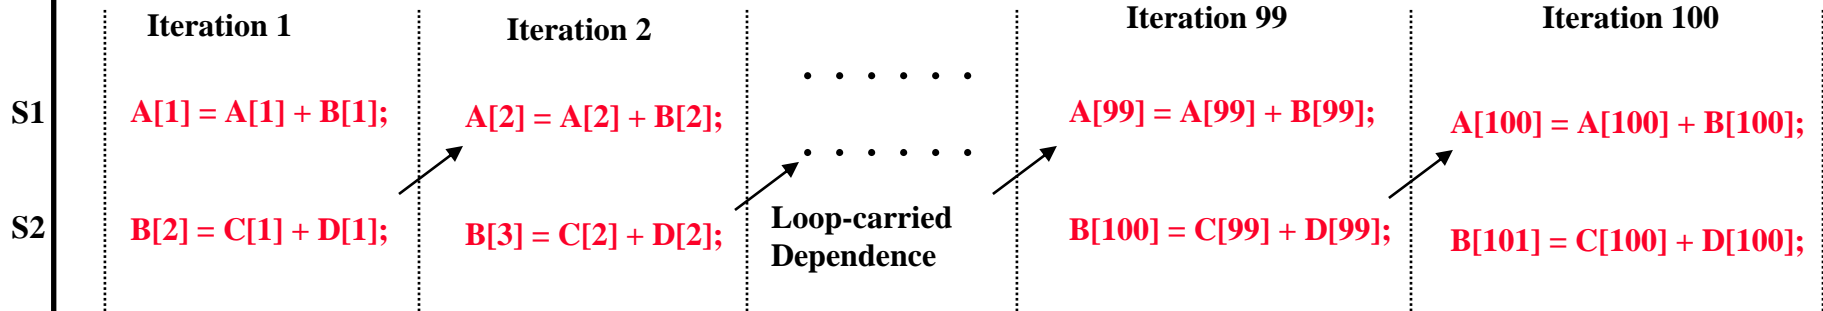 Iteration 1 Iteration 2 Iteration 99 Iteration 100
S1 A[1] = A[1] + B[1]; A[2] = A[2] + B[2]; . . . . . . A[99] = A[99] + B[99]; A[100] = A[100] + B[100];
. . . . . .
S2 B[2] = C[1] + D[1]; B[3] = C[2] + D[2]; Loop-carried B[100] = C[99] + D[99]; B[101] = C[100] + D[100];
Dependence